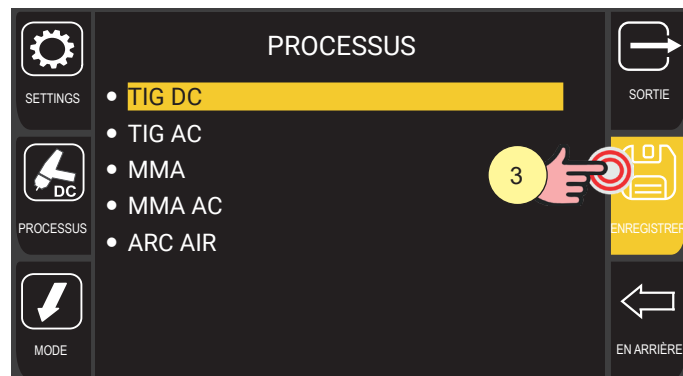 PROCESSUS
SETTINGS
SORTIE
• TIG DC
• TIG AC
• MMA
• MMA AC
• ARC AIR
3
DC
PROCESSUS
ENREGISTRER
MODE
EN ARRIÈRE